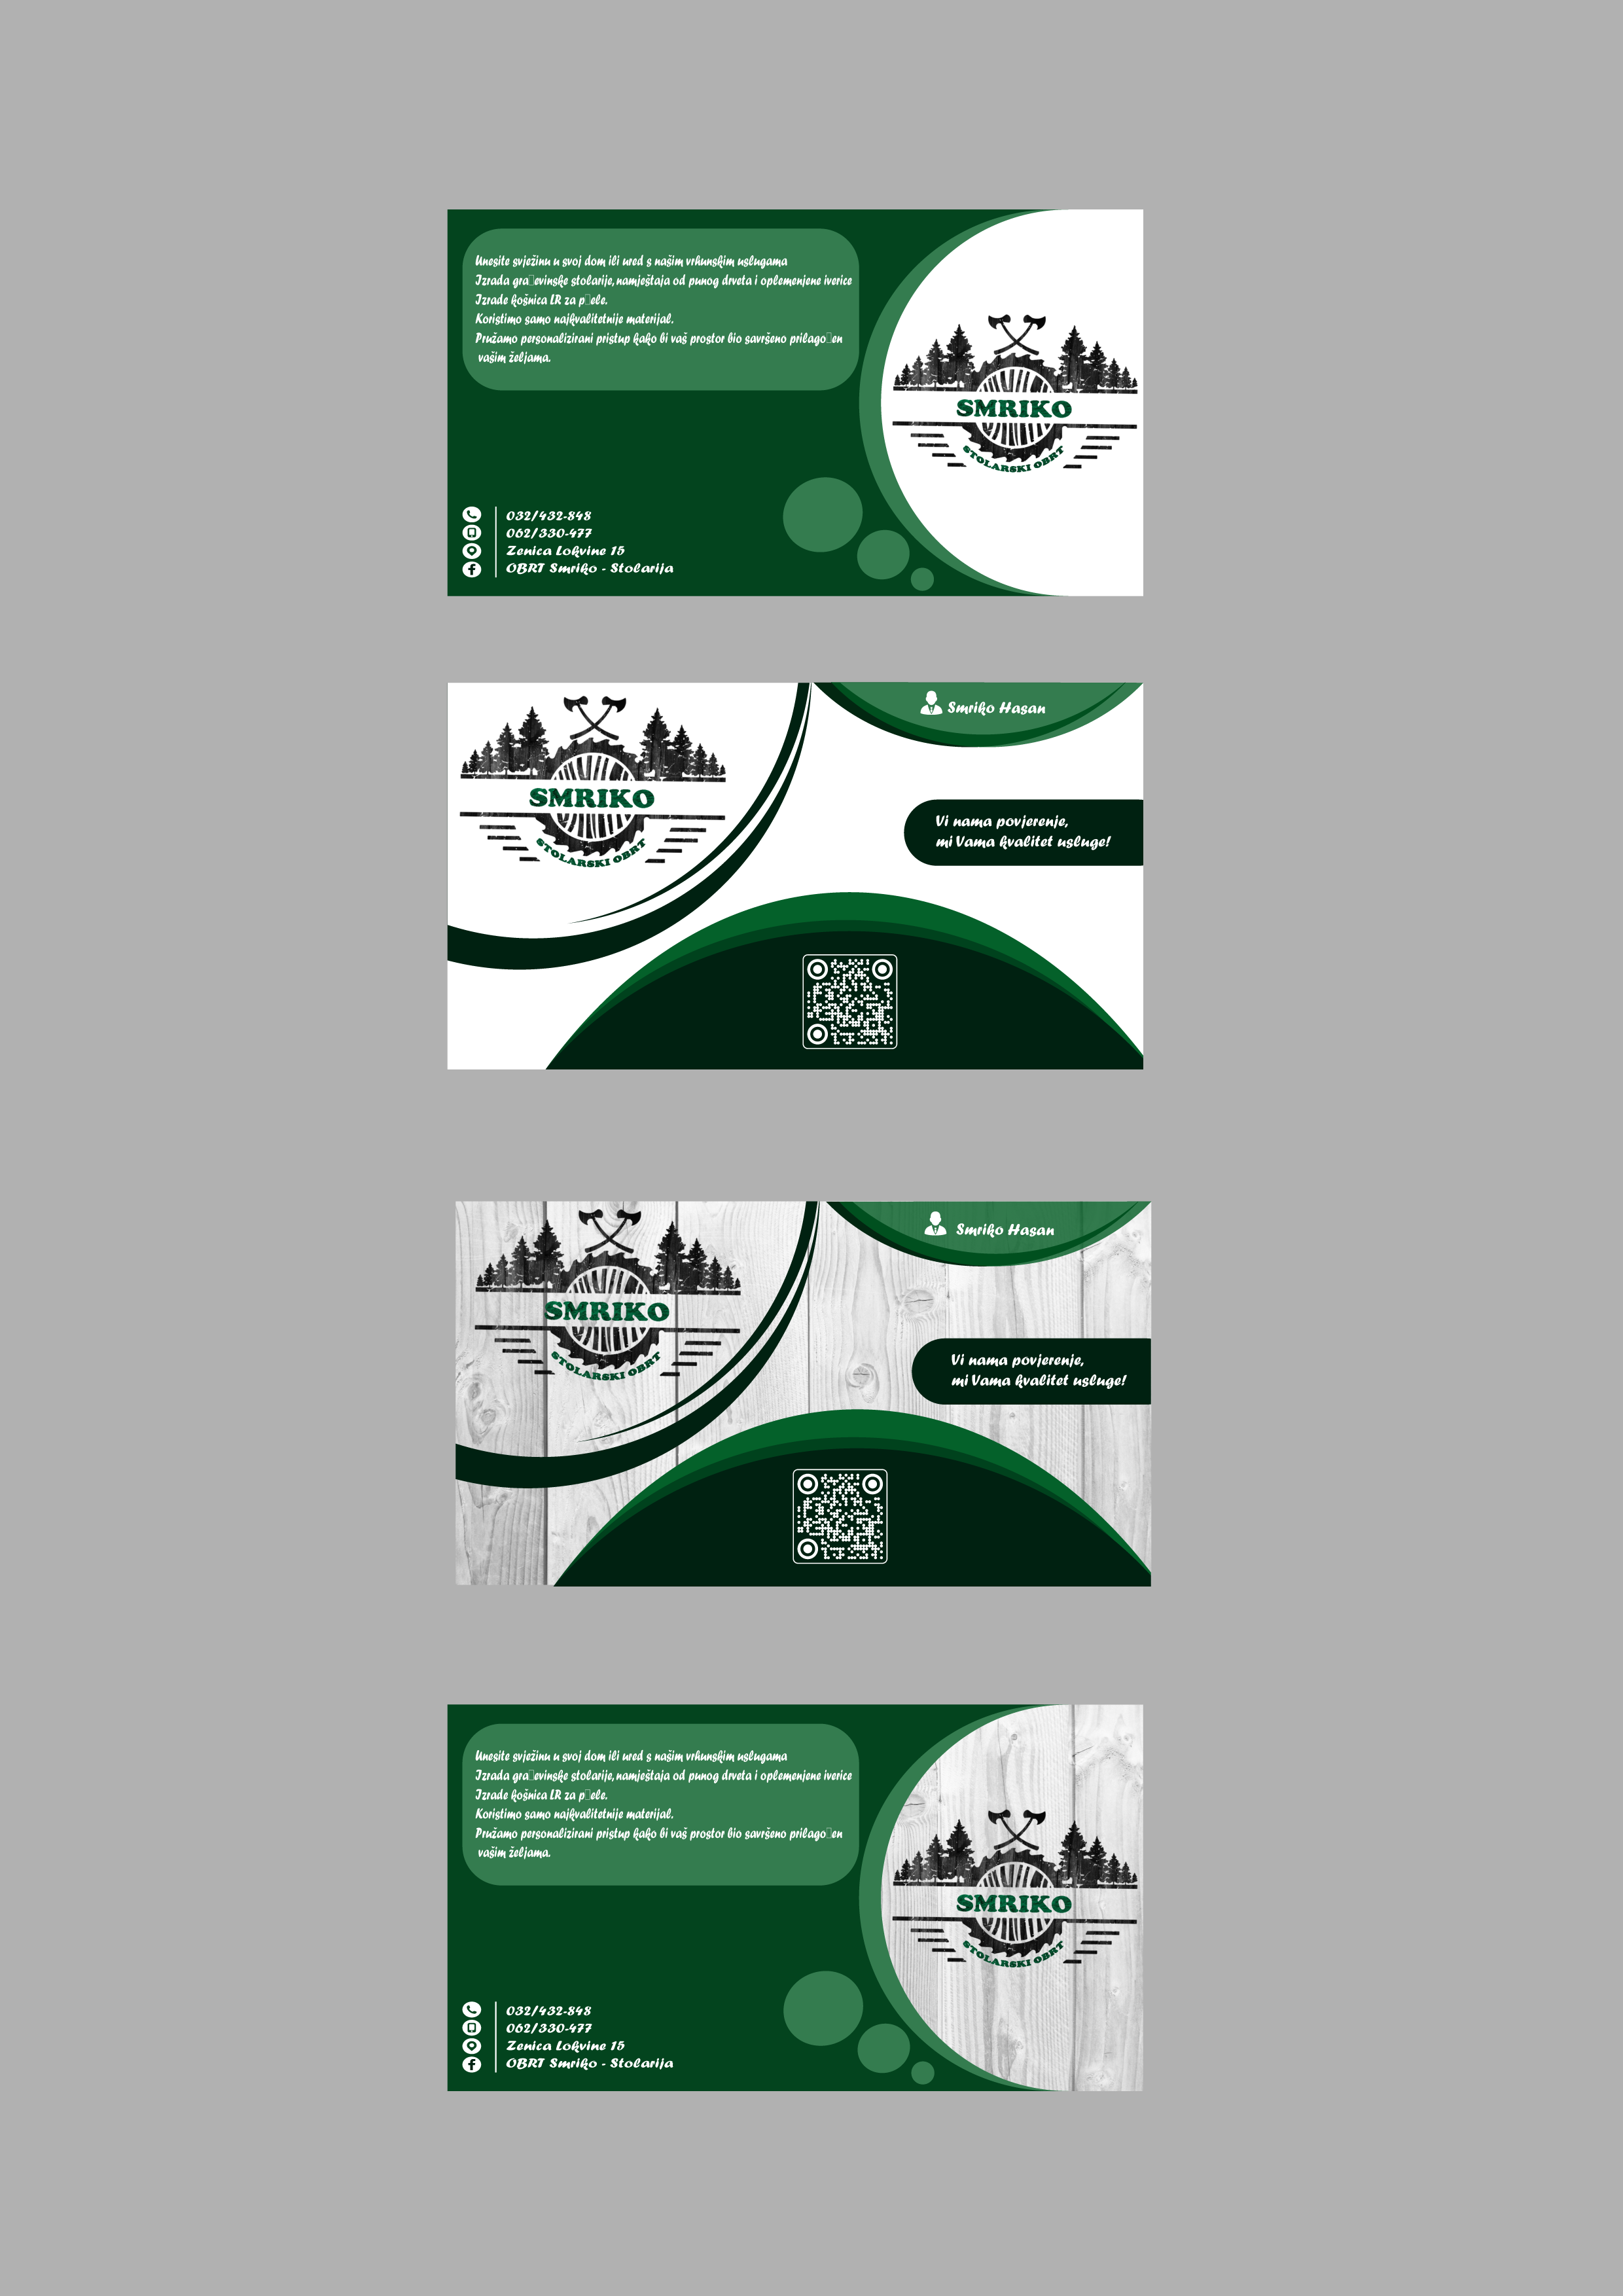 Unesite svježinu u svoj dom ili ured s našim vrhunskim uslugama
Izrada gra▯evinske stolarije, namještaja od punog drveta i oplemenjene iverice
Izrade košnica LR za p▯ele.
Koristimo samo najkvalitetnije materijal.
Pružamo personalizirani pristup kako bi vaš prostor bio savršeno prilago▯en
vašim željama.
SMRIKO
STOLARSKI OBRT
032/432-848
062/330-477
Zenica Lokvine 15
OBRT Smriko - Stolarija
Smriko Hasan
SMRIKO
STOLARSKI OBRT
Vi nama povjerenje,
mi Vama kvalitet usluge!
Smriko Hasan
SMRIKO
STOLARSKI OBRT
Vi nama povjerenje,
mi Vama kvalitet usluge!
Unesite svježinu u svoj dom ili ured s našim vrhunskim uslugama
Izrada gra▯evinske stolarije, namještaja od punog drveta i oplemenjene iverice
Izrade košnica LR za p▯ele.
Koristimo samo najkvalitetnije materijal.
Pružamo personalizirani pristup kako bi vaš prostor bio savršeno prilago▯en
vašim željama.
SMRIKO
STOLARSKI OBRT
032/432-848
062/330-477
Zenica Lokvine 15
OBRT Smriko - Stolarija